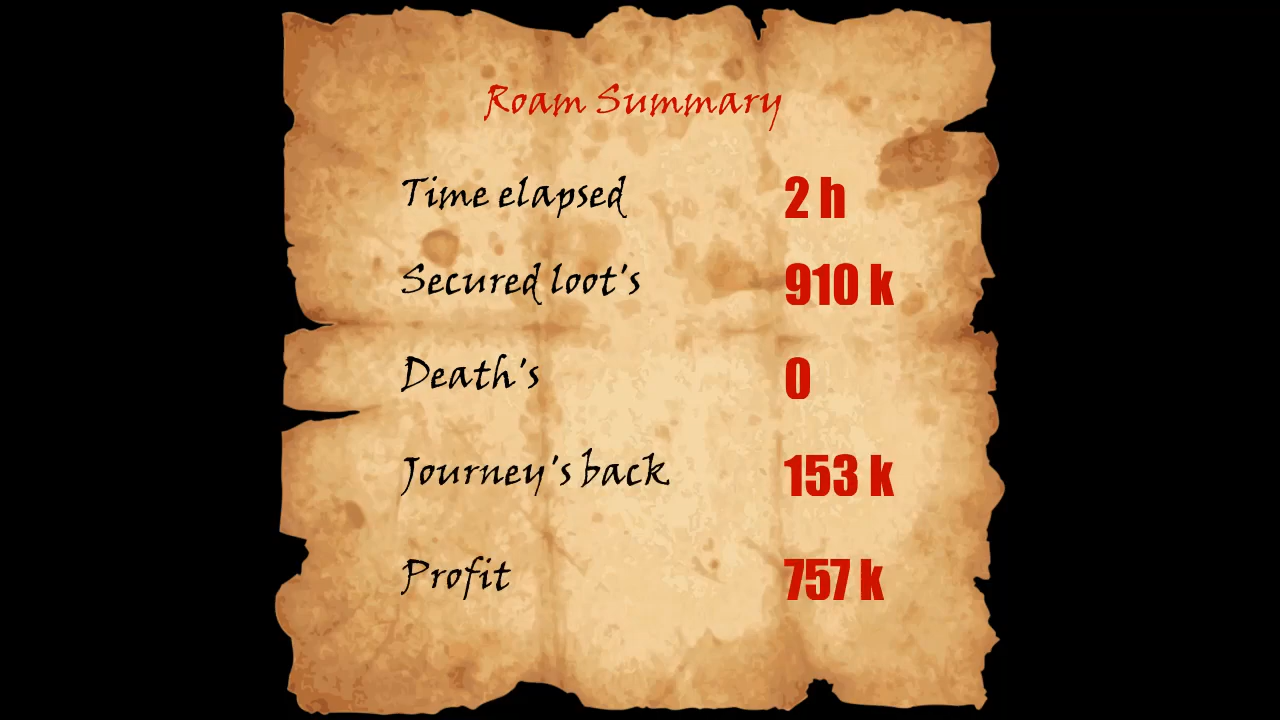 Roam Summary
Time elapsed 2 h
Secured loot's 910 k
Death's 0
Journey's back 153 k
Profit 757 k